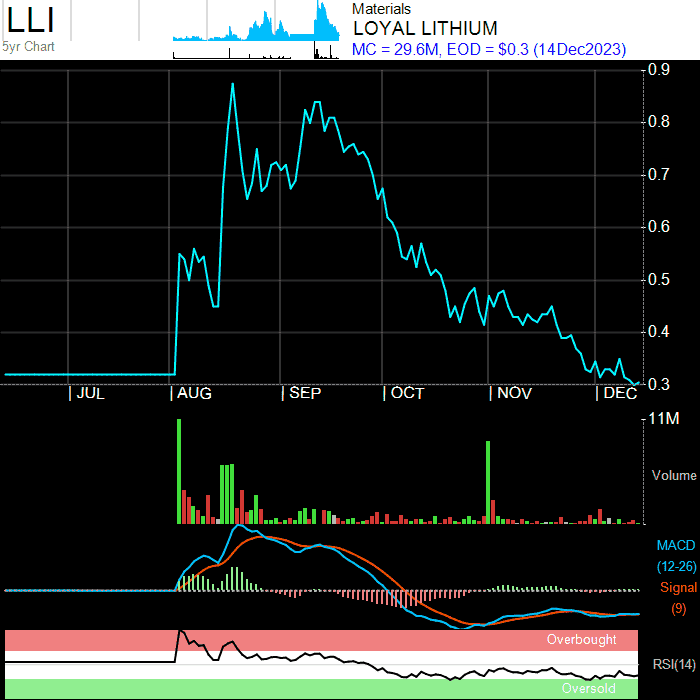 LLI
5yr Chart
Materials
LOYAL LITHIUM
MC = 29.6M, EOD = $0.3 (14Dec2023)
0.9
0.8
0.7
0.6
0.5
0.4
0.3
JUL AUG SEP OCT NOV DEC
11M
Volume
MACD
(12-26)
Signal
(9)
Overbought
RSI(14)
Oversold